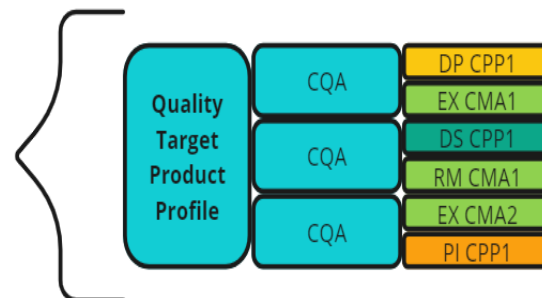 Quality
Target
Product
Profile
CQA
CQA
CQA
DP CPP1
EX CMA1
DS CPP1
RM CMA1
EX CMA2
PI CPP1